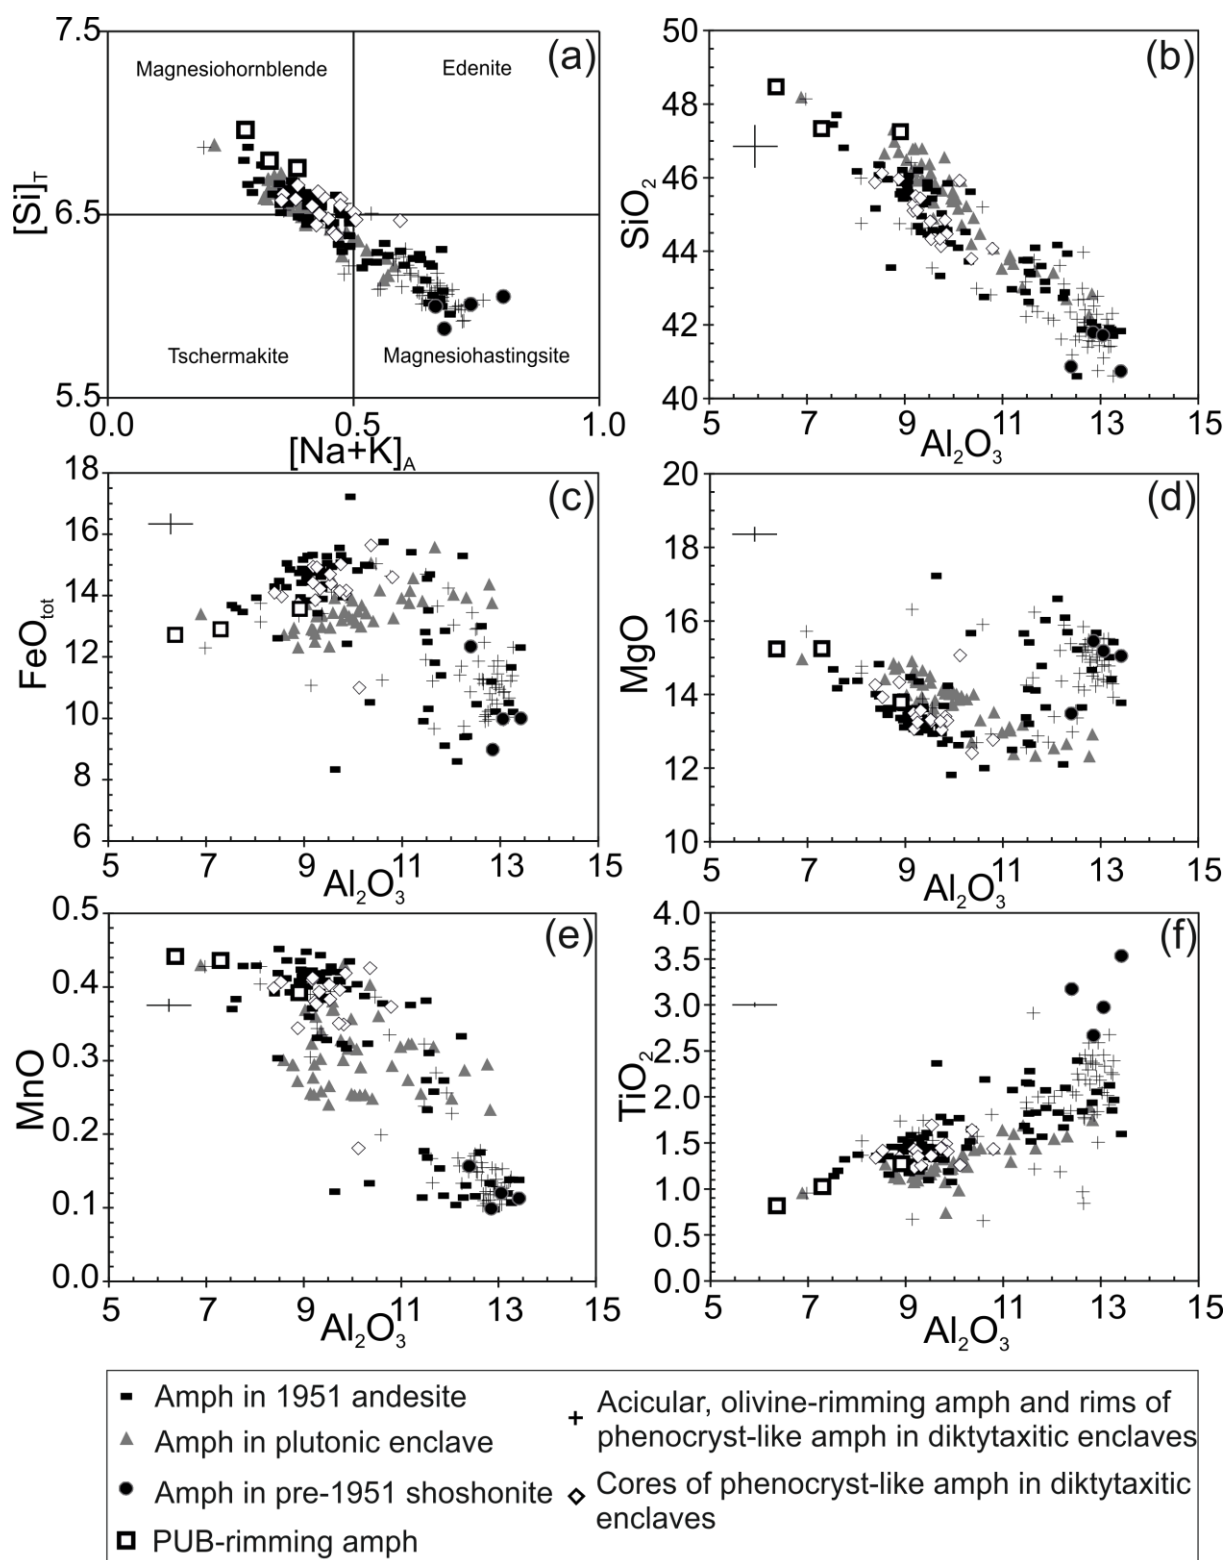 7.5
(a)
Magnesiohornblende
Edenite
[Si]T
6.5
Tschermakite
Magnesiohastingsite
5.5
0.0
0.5
1.0
[Na+K]A
50
(b)
48
46
SiO2
44
42
40
5
7
9
11
13
15
Al2O3
18
(c)
16
14
FeOtot
12
10
8
6
5
7
9
11
13
15
Al2O3
20
(d)
18
16
MgO
14
12
10
5
7
9
11
13
15
Al2O3
0.5
(e)
0.4
0.3
MnO
0.2
0.1
0.0
5
7
9
11
13
15
Al2O3
4.0
(f)
3.5
3.0
2.5
TiO2
2.0
1.5
1.0
0.5
0.0
5
7
9
11
13
15
Al2O3
Amph in 1951 andesite
Amph in plutonic enclave
Amph in pre-1951 shoshonite
PUB-rimming amph
Acicular, olivine-rimming amph and rims of
phenocryst-like amph in diktytaxitic enclaves
Cores of phenocryst-like amph in diktytaxitic
enclaves